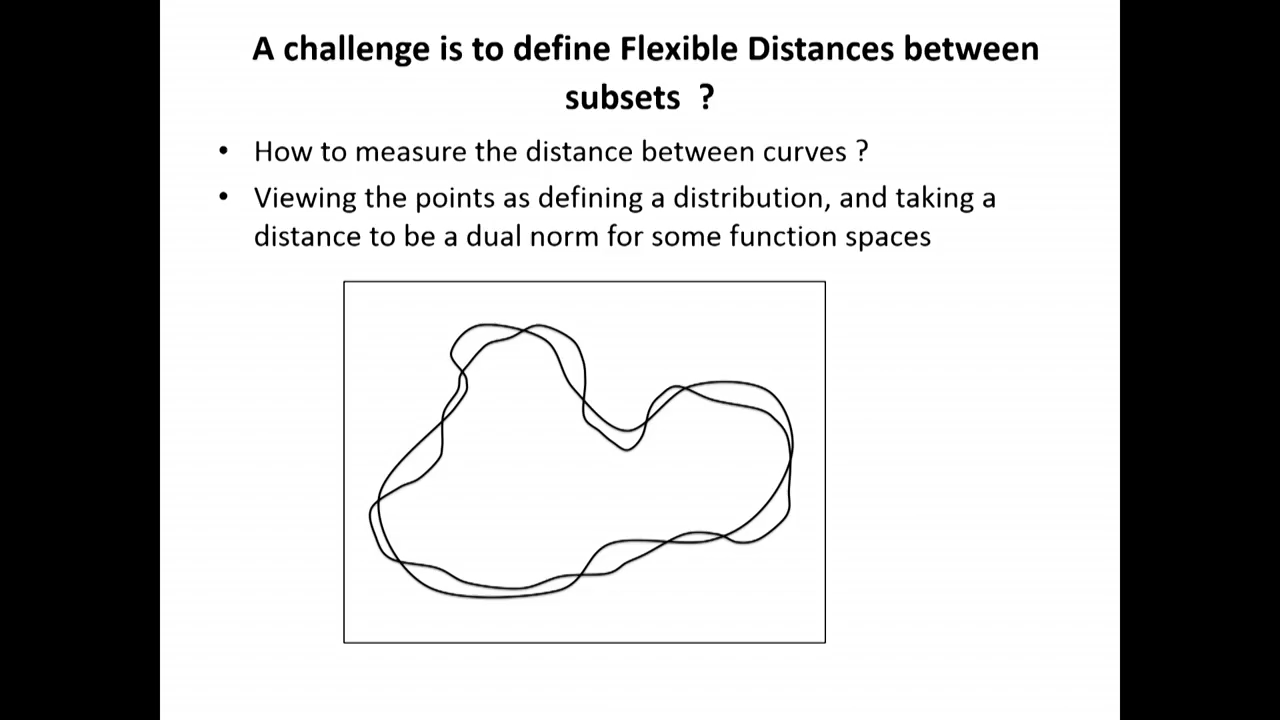 A challenge is to define Flexible Distances between
subsets ?
• How to measure the distance between curves ?
• Viewing the points as defining a distribution, and taking a
distance to be a dual norm for some function spaces